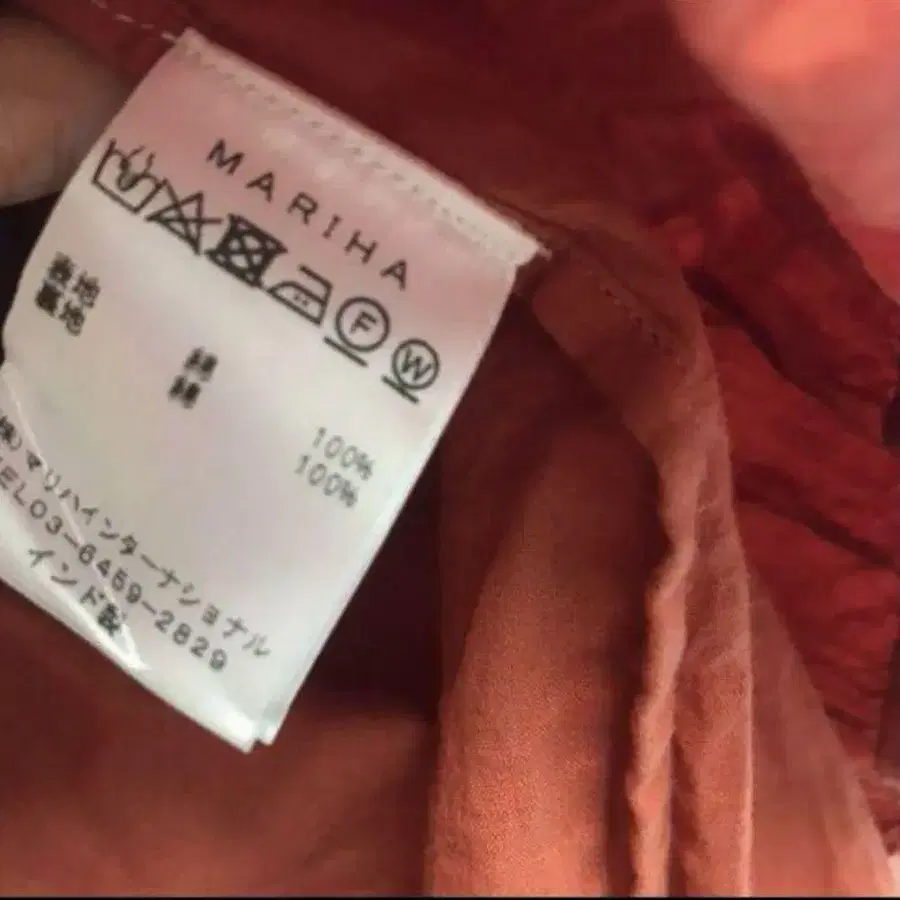 MARIHA
F W
表地 綿 100%
裏地 綿 100%
(株)マリハインターナショナル
TEL03-6459-2829
インド製